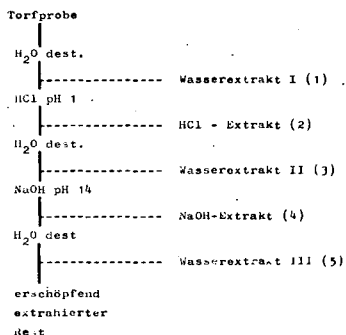 Torfprobe
H2O dest.
Wasserextrakt I (1)
HCl pH 1
HCl - Extrakt (2)
H2O dest.
Wasserextrakt II (3)
NaOH pH 14
NaOH-Extrakt (4)
H2O dest
Wasserextrakt III (5)
erschöpfend
extrahierter
Rest